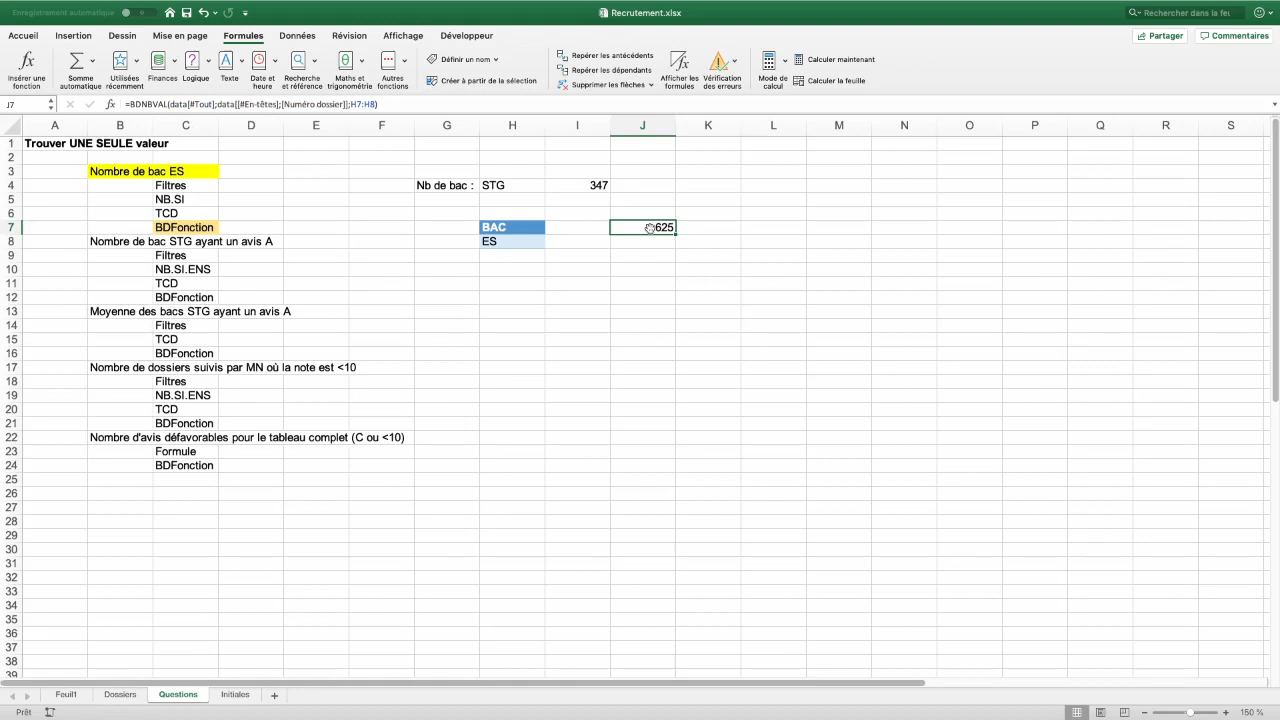 Enregistrement automatique
Recrutement.xlsx
Rechercher dans la feu
Accueil Insertion Dessin Mise en page Formules Données Révision Affichage Développeur
Partager Commentaires
Insérer une fonction
Somme automatique
Utilisées récemment
Finances
Logique
Texte
Date et heure
Recherche et référence
Maths et trigonométrie
Autres fonctions
Définir un nom
Créer à partir de la sélection
Repérer les antécédents
Repérer les dépendants
Supprimer les flèches
Afficher les formules
Vérification des erreurs
Mode de calcul
Calculer maintenant
Calculer la feuille
J7 fx =BDNBVAL(data[#Tout];data[[#En-têtes];[Numéro dossier]];H7:H8)
A B C D E F G H I J K L M N O P Q R S
1 Trouver UNE SEULE valeur
2
3 Nombre de bac ES
4 Filtres Nb de bac : STG 347
5 NB.SI
6 TCD
7 BDFonction BAC 625
8 Nombre de bac STG ayant un avis A ES
9 Filtres
10 NB.SI.ENS
11 TCD
12 BDFonction
13 Moyenne des bacs STG ayant un avis A
14 Filtres
15 TCD
16 BDFonction
17 Nombre de dossiers suivis par MN où la note est <10
18 Filtres
19 NB.SI.ENS
20 TCD
21 BDFonction
22 Nombre d'avis défavorables pour le tableau complet (C ou <10)
23 Formule
24 BDFonction
25
26
27
28
29
30
31
32
33
34
35
36
37
38
39
Feuil1 Dossiers Questions Initiales
Prêt
150 %